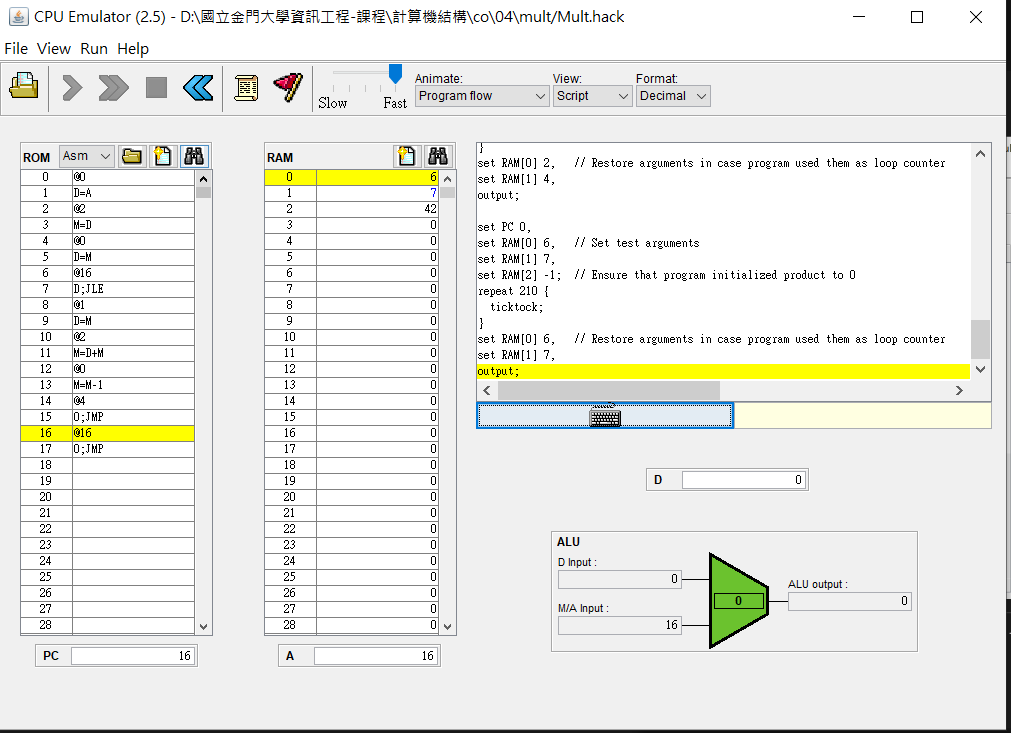 CPU Emulator (2.5) - D:\國立金門大學資訊工程-課程\計算機結構\co\04\mult/Mult.hack
File View Run Help
Slow Fast
Animate: View: Format:
Program flow Script Decimal
ROM Asm
0 @0
1 D=A
2 @2
3 M=D
4 @0
5 D=M
6 @16
7 D;JLE
8 @1
9 D=M
10 @2
11 M=D+M
12 @0
13 M=M-1
14 @4
15 0;JMP
16 @16
17 0;JMP
18
19
20
21
22
23
24
25
26
27
28
PC 16
RAM
0 6
1 7
2 42
3 0
4 0
5 0
6 0
7 0
8 0
9 0
10 0
11 0
12 0
13 0
14 0
15 0
16 0
17 0
18 0
19 0
20 0
21 0
22 0
23 0
24 0
25 0
26 0
27 0
28 0
A 16
}
set RAM[0] 2,   // Restore arguments in case program used them as loop counter
set RAM[1] 4,
output;
set PC 0,
set RAM[0] 6,   // Set test arguments
set RAM[1] 7,
set RAM[2] -1;  // Ensure that program initialized product to 0
repeat 210 {
  ticktock;
}
set RAM[0] 6,   // Restore arguments in case program used them as loop counter
set RAM[1] 7,
output;
D 0
ALU
D Input :
0
M/A Input :
16
0
ALU output :
0